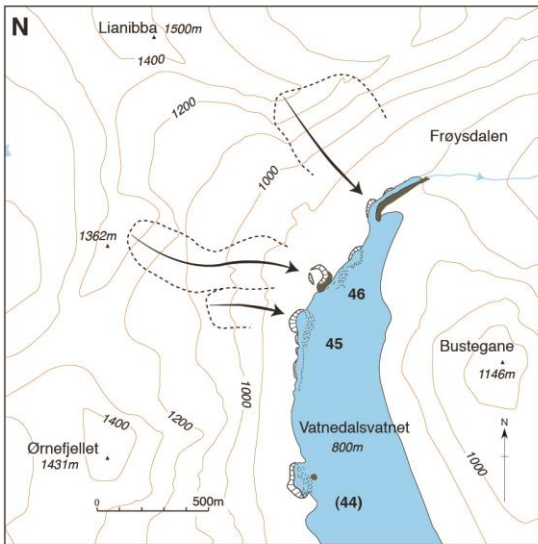 N
Lianibba 1500m
1400
1200
1000
Frøysdalen
1362m
46
45
Bustegane
1146m
Vatnedalsvatnet
800m
1400
1200
1000
1000
Ørnefjellet
1431m
N
0
500m
(44)